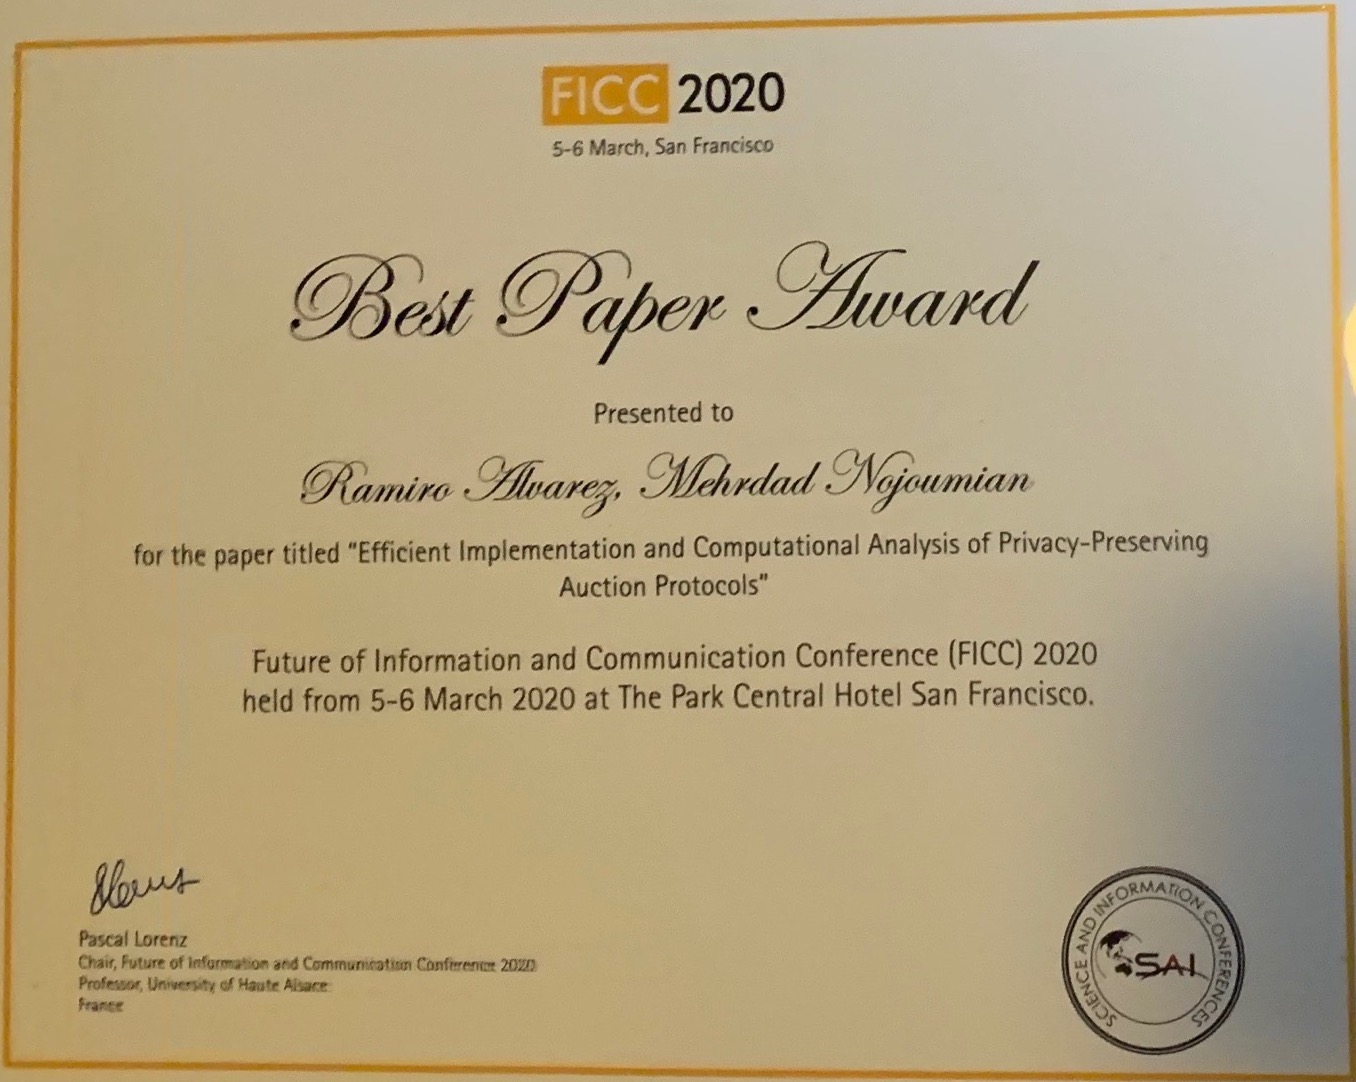 FICC 2020
5-6 March, San Francisco
Best Paper Award
Presented to
Ramiro Alvarez, Mehrdad Nojoumian
for the paper titled "Efficient Implementation and Computational Analysis of Privacy-Preserving
Auction Protocols"
Future of Information and Communication Conference (FICC) 2020
held from 5-6 March 2020 at The Park Central Hotel San Francisco.
Pascal Lorenz
Chair, Future of Information and Communication Conference 2020
Professor, University of Haute Alsace
France
SCIENCE AND INFORMATION CONFERENCES
SAI